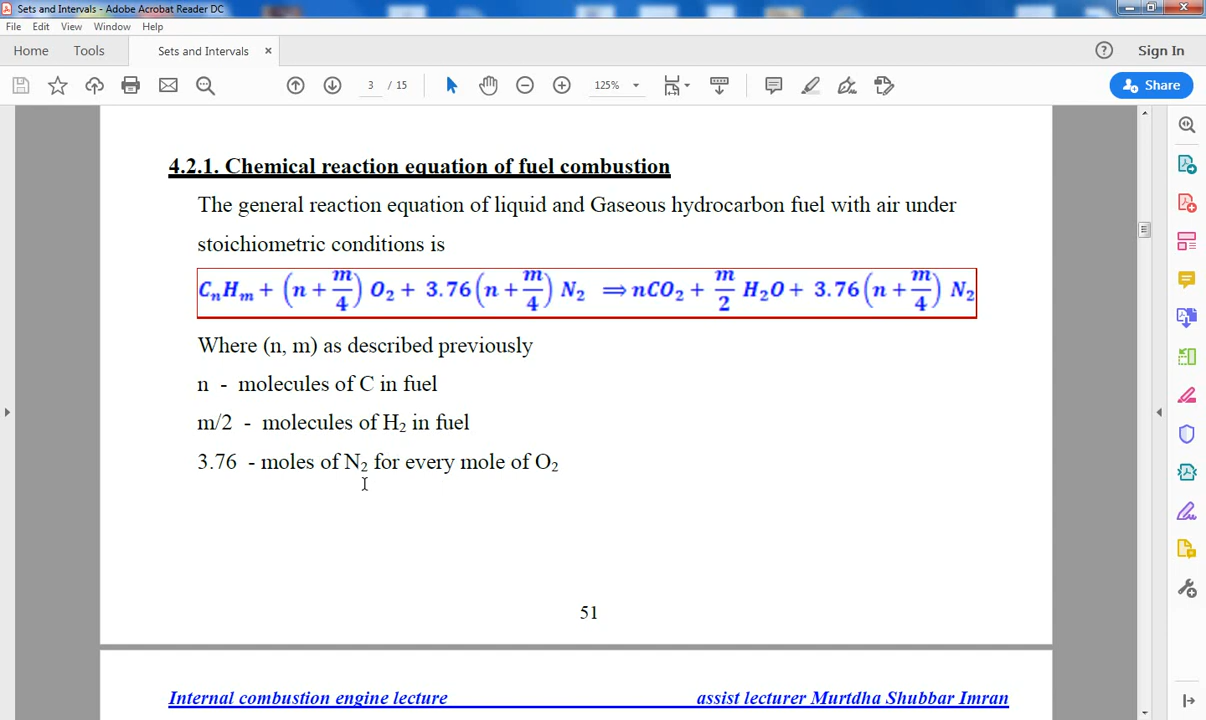 Sets and Intervals - Adobe Acrobat Reader DC
File Edit View Window Help
Home Tools Sets and Intervals × ? Sign In
3 / 15 125% Share
4.2.1. Chemical reaction equation of fuel combustion
The general reaction equation of liquid and Gaseous hydrocarbon fuel with air under
stoichiometric conditions is
CₙHₘ + (n + m/4) O₂ + 3.76 (n + m/4) N₂ ⟹ nCO₂ + m/2 H₂O + 3.76 (n + m/4) N₂
Where (n, m) as described previously
n - molecules of C in fuel
m/2 - molecules of H₂ in fuel
3.76 - moles of N₂ for every mole of O₂
51
Internal combustion engine lecture assist lecturer Murtdha Shubbar Imran